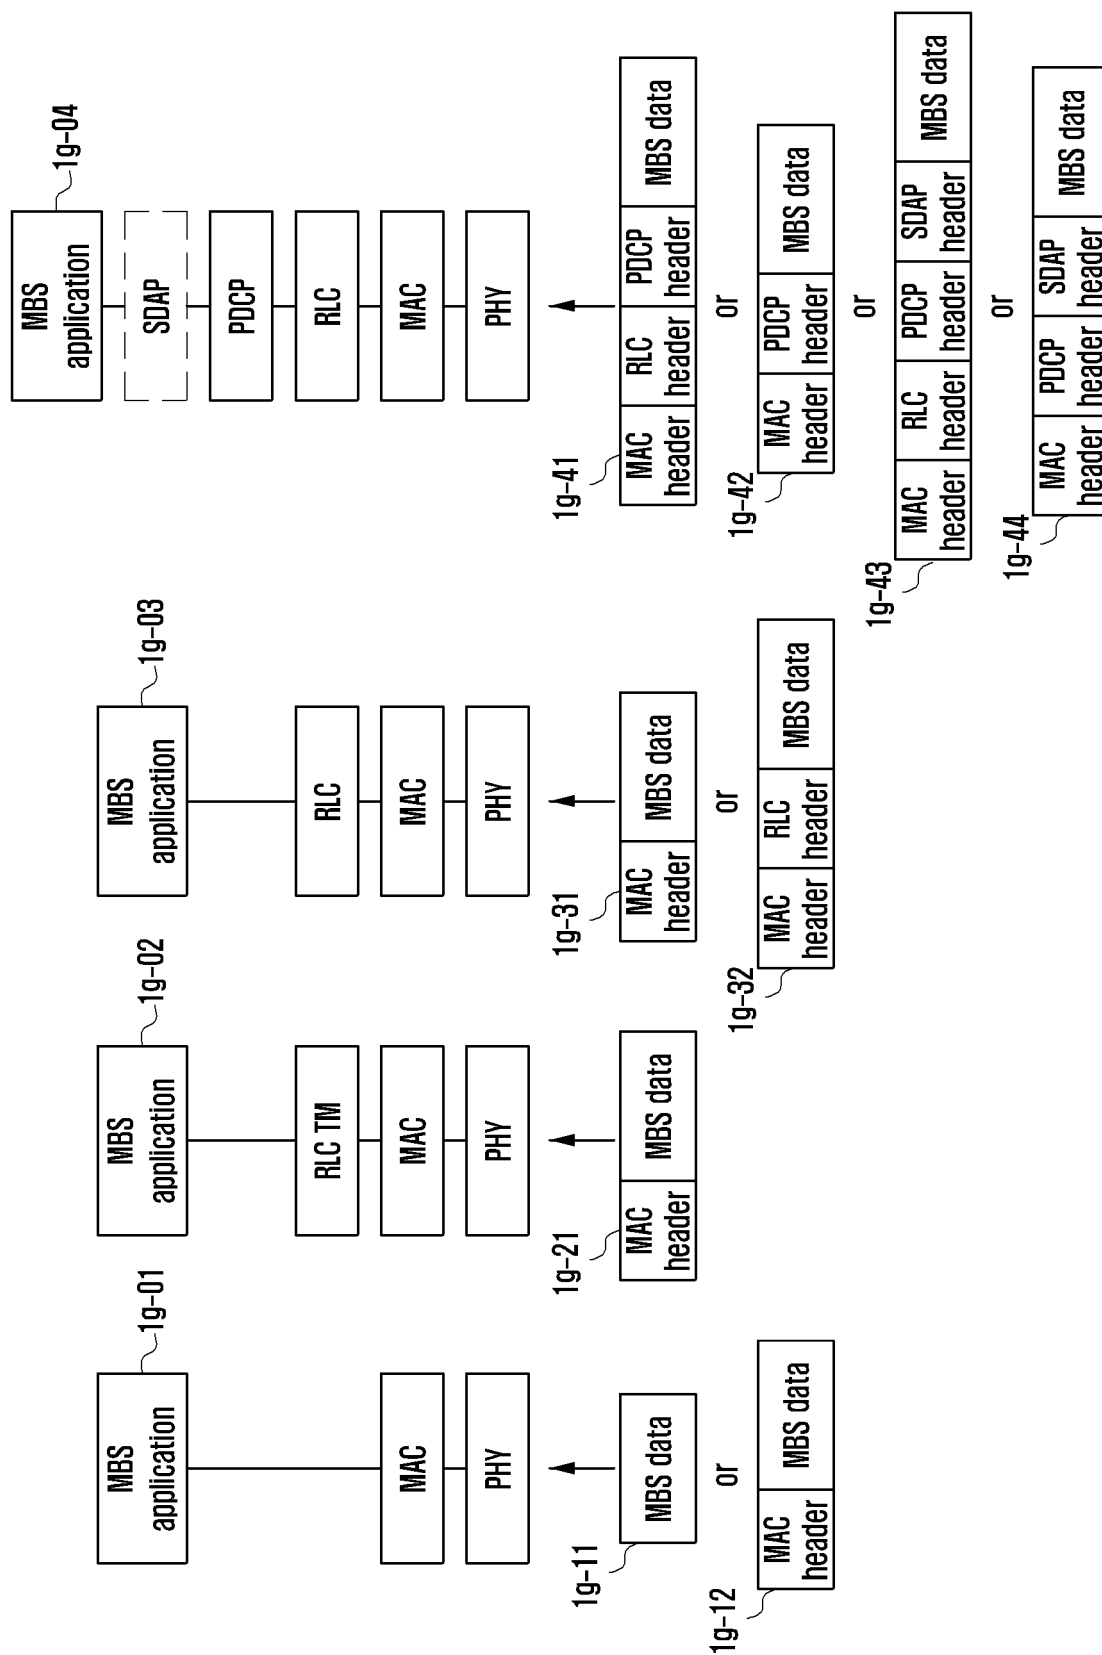 MBS
application
1g-01
MAC
PHY
1g-11
MBS data
or
1g-12
MAC
header
MBS data
MBS
application
1g-02
RLC TM
MAC
PHY
1g-21
MAC
header
MBS data
MBS
application
1g-03
RLC
MAC
PHY
1g-31
MAC
header
MBS data
or
1g-32
MAC
header
RLC
header
MBS data
MBS
application
1g-04
SDAP
PDCP
RLC
MAC
PHY
1g-41
MAC
header
RLC
header
PDCP
header
MBS data
or
1g-42
MAC
header
PDCP
header
MBS data
or
1g-43
MAC
header
RLC
header
PDCP
header
SDAP
header
MBS data
or
1g-44
MAC
header
PDCP
header
SDAP
header
MBS data